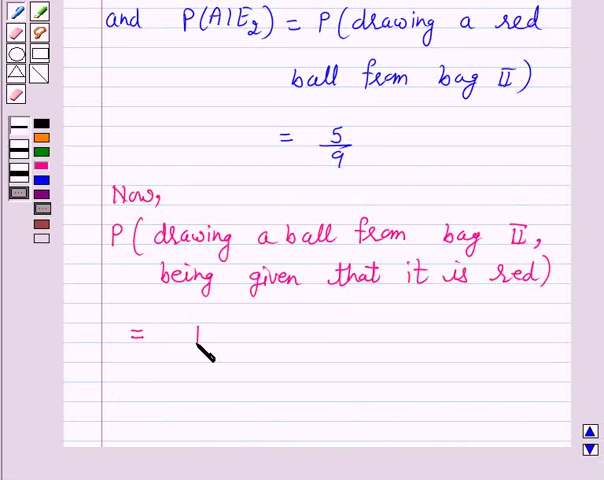 and P(A|E₂) = P(drawing a red
ball from bag II)
= 5/9
Now,
P(drawing a ball from bag II,
being given that it is red)
=